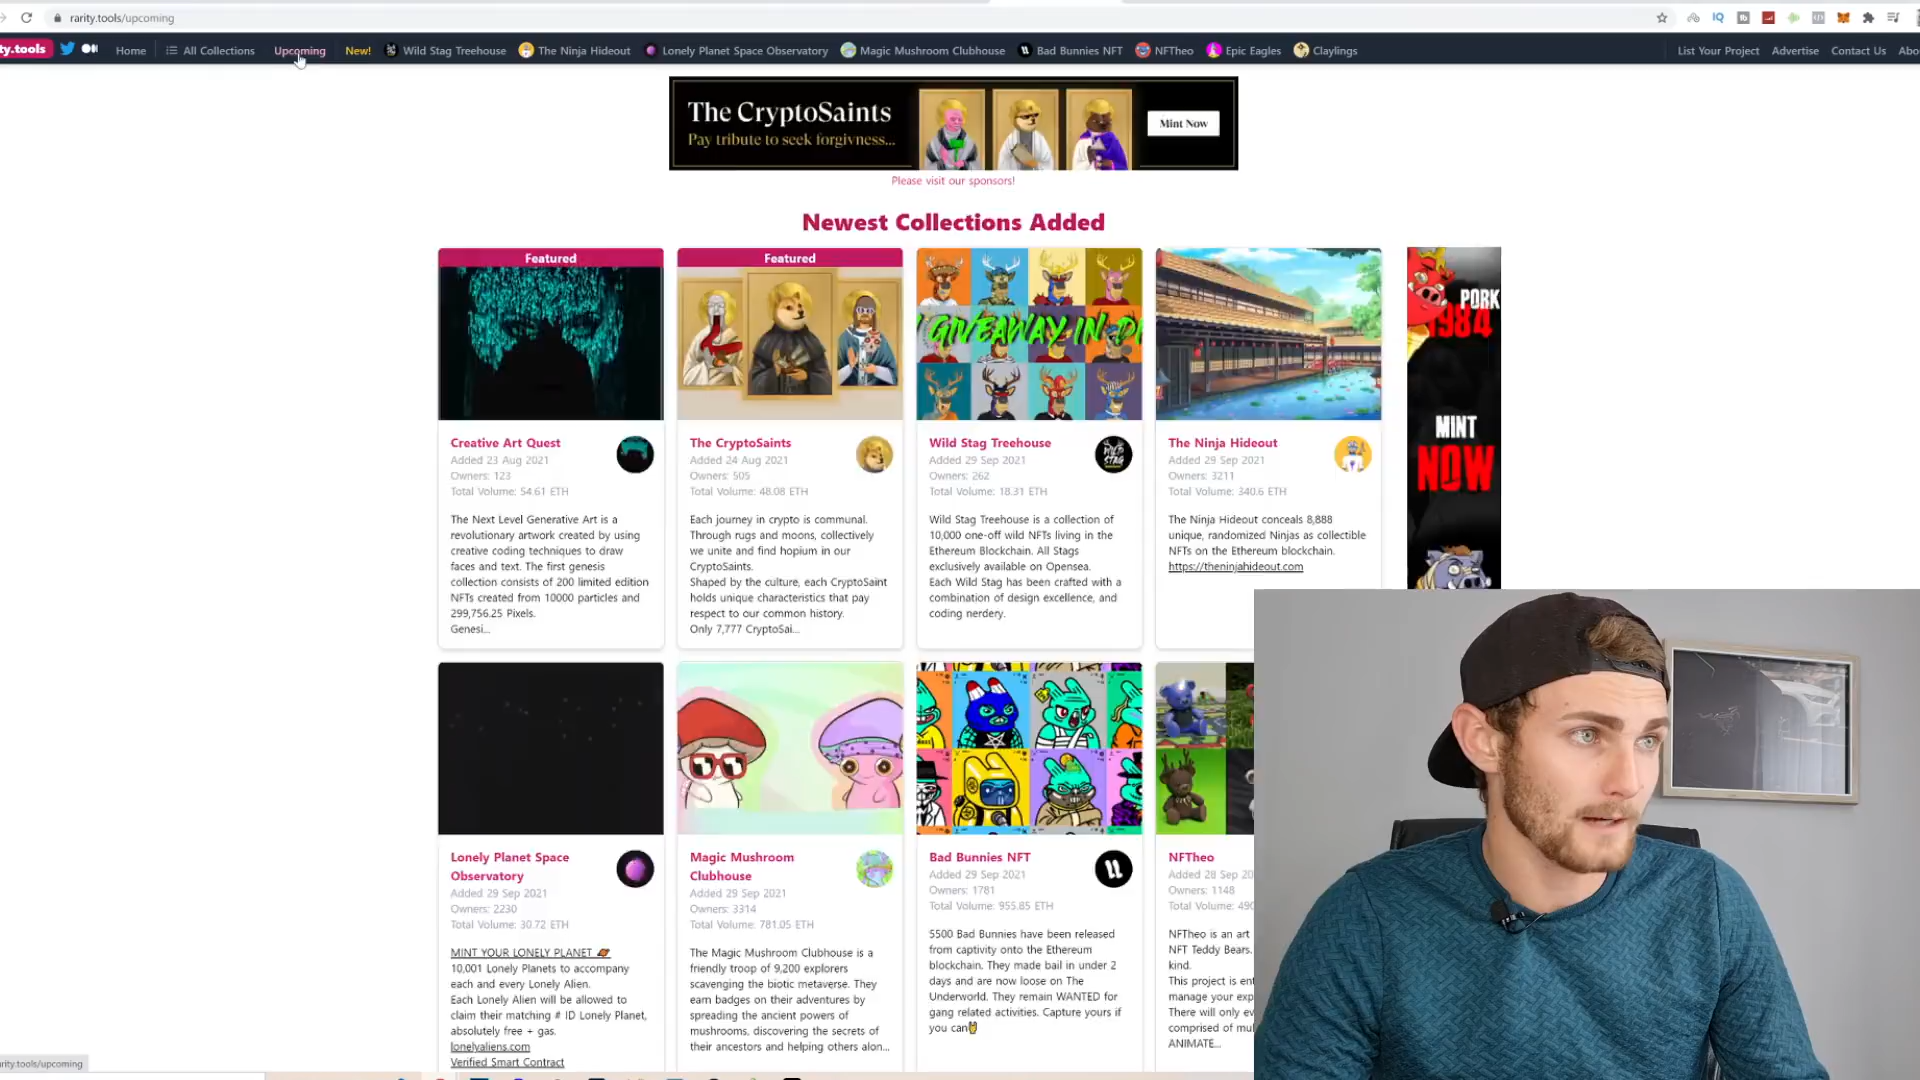 rarity.tools/upcoming
ty.tools
Home
All Collections
Upcoming
New!
Wild Stag Treehouse
The Ninja Hideout
Lonely Planet Space Observatory
Magic Mushroom Clubhouse
Bad Bunnies NFT
NFTheo
Epic Eagles
Claylings
List Your Project
Advertise
Contact Us
Abo
The CryptoSaints
Pay tribute to seek forgivness...
Mint Now
Please visit our sponsors!
Newest Collections Added
Featured
Creative Art Quest
Added 23 Aug 2021
Owners: 123
Total Volume: 54.61 ETH
The Next Level Generative Art is a
revolutionary artwork created by using
creative coding techniques to draw
faces and text. The first genesis
collection consists of 200 limited edition
NFTs created from 10000 particles and
299,756.25 Pixels.
Genesi...
Featured
The CryptoSaints
Added 24 Aug 2021
Owners: 505
Total Volume: 48.08 ETH
Each journey in crypto is communal.
Through rugs and moons, collectively
we unite and find hopium in our
CryptoSaints.
Shaped by the culture, each CryptoSaint
holds unique characteristics that pay
respect to our common history.
Only 7,777 CryptoSai...
GIVEAWAY IN DI
Wild Stag Treehouse
WILD
STAG
Added 29 Sep 2021
Owners: 262
Total Volume: 18.31 ETH
Wild Stag Treehouse is a collection of
10,000 one-off wild NFTs living in the
Ethereum Blockchain. All Stags
exclusively available on Opensea.
Each Wild Stag has been crafted with a
combination of design excellence, and
coding nerdery.
The Ninja Hideout
Added 29 Sep 2021
Owners: 3211
Total Volume: 340.6 ETH
The Ninja Hideout conceals 8,888
unique, randomized Ninjas as collectible
NFTs on the Ethereum blockchain.
https://theninjahideout.com
PORK
1984
MINT
NOW
Lonely Planet Space
Observatory
Added 29 Sep 2021
Owners: 2230
Total Volume: 30.72 ETH
MINT YOUR LONELY PLANET 🪐
10,001 Lonely Planets to accompany
each and every Lonely Alien.
Each Lonely Alien will be allowed to
claim their matching # ID Lonely Planet,
absolutely free + gas.
lonelyaliens.com
Verified Smart Contract
Magic Mushroom
Clubhouse
Added 29 Sep 2021
Owners: 3314
Total Volume: 781.05 ETH
The Magic Mushroom Clubhouse is a
friendly troop of 9,200 explorers
scavenging the biotic metaverse. They
earn badges on their adventures by
spreading the ancient powers of
mushrooms, discovering the secrets of
their ancestors and helping others alon...
Bad Bunnies NFT
Added 29 Sep 2021
Owners: 1781
Total Volume: 955.85 ETH
5500 Bad Bunnies have been released
from captivity onto the Ethereum
blockchain. They made bail in under 2
days and are now loose on The
Underworld. They remain WANTED for
gang related activities. Capture yours if
you can🤘
NFTheo
Added 28 Sep 20
Owners: 1148
Total Volume: 490
NFTheo is an art
NFT Teddy Bears.
kind.
This project is ent
manage your exp
There will only ev
comprised of mul
ANIMATE...
rity.tools/upcoming